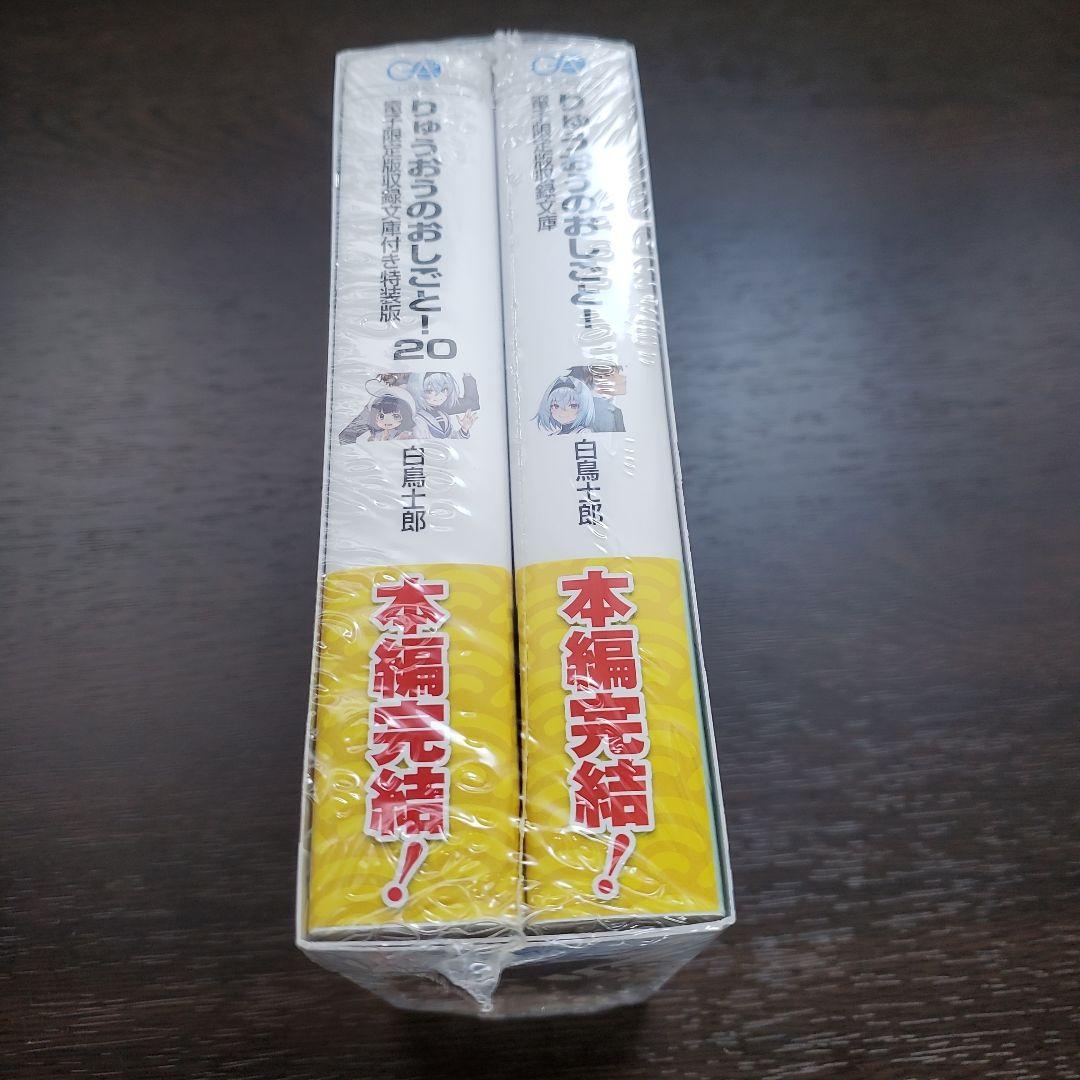 GA
りゅうおうのおしごと!20
電子限定版収録文庫付き特装版
白鳥士郎
本編完結!
GA
りゅうおうのおしごと!
電子限定版収録文庫
白鳥士郎
本編完結!